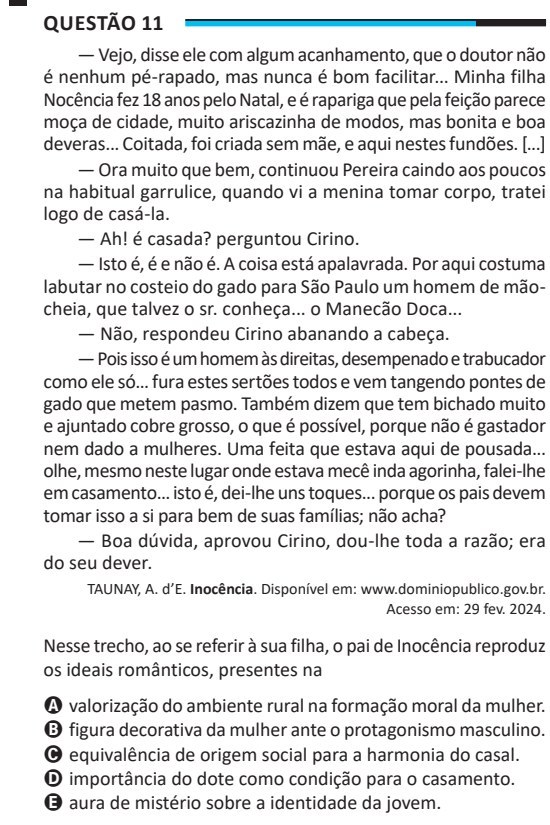 QUESTÃO 11
— Vejo, disse ele com algum acanhamento, que o doutor não
é nenhum pé-rapado, mas nunca é bom facilitar... Minha filha
Nocência fez 18 anos pelo Natal, e é rapariga que pela feição parece
moça de cidade, muito ariscazinha de modos, mas bonita e boa
deveras... Coitada, foi criada sem mãe, e aqui nestes fundões. [...]
— Ora muito que bem, continuou Pereira caindo aos poucos
na habitual garrulice, quando vi a menina tomar corpo, tratei
logo de casá-la.
— Ah! é casada? perguntou Cirino.
— Isto é, é e não é. A coisa está apalavrada. Por aqui costuma
labutar no costeio do gado para São Paulo um homem de mão-
cheia, que talvez o sr. conheça... o Manecão Doca...
— Não, respondeu Cirino abanando a cabeça.
— Pois isso é um homem às direitas, desempenado e trabucador
como ele só... fura estes sertões todos e vem tangendo pontes de
gado que metem pasmo. Também dizem que tem bichado muito
e ajuntado cobre grosso, o que é possível, porque não é gastador
nem dado a mulheres. Uma feita que estava aqui de pousada...
olhe, mesmo neste lugar onde estava mecê inda agorinha, falei-lhe
em casamento... isto é, dei-lhe uns toques... porque os pais devem
tomar isso a si para bem de suas famílias; não acha?
— Boa dúvida, aprovou Cirino, dou-lhe toda a razão; era
do seu dever.
TAUNAY, A. d’E. Inocência. Disponível em: www.dominiopublico.gov.br.
Acesso em: 29 fev. 2024.
Nesse trecho, ao se referir à sua filha, o pai de Inocência reproduz
os ideais românticos, presentes na
A valorização do ambiente rural na formação moral da mulher.
B figura decorativa da mulher ante o protagonismo masculino.
C equivalência de origem social para a harmonia do casal.
D importância do dote como condição para o casamento.
E aura de mistério sobre a identidade da jovem.